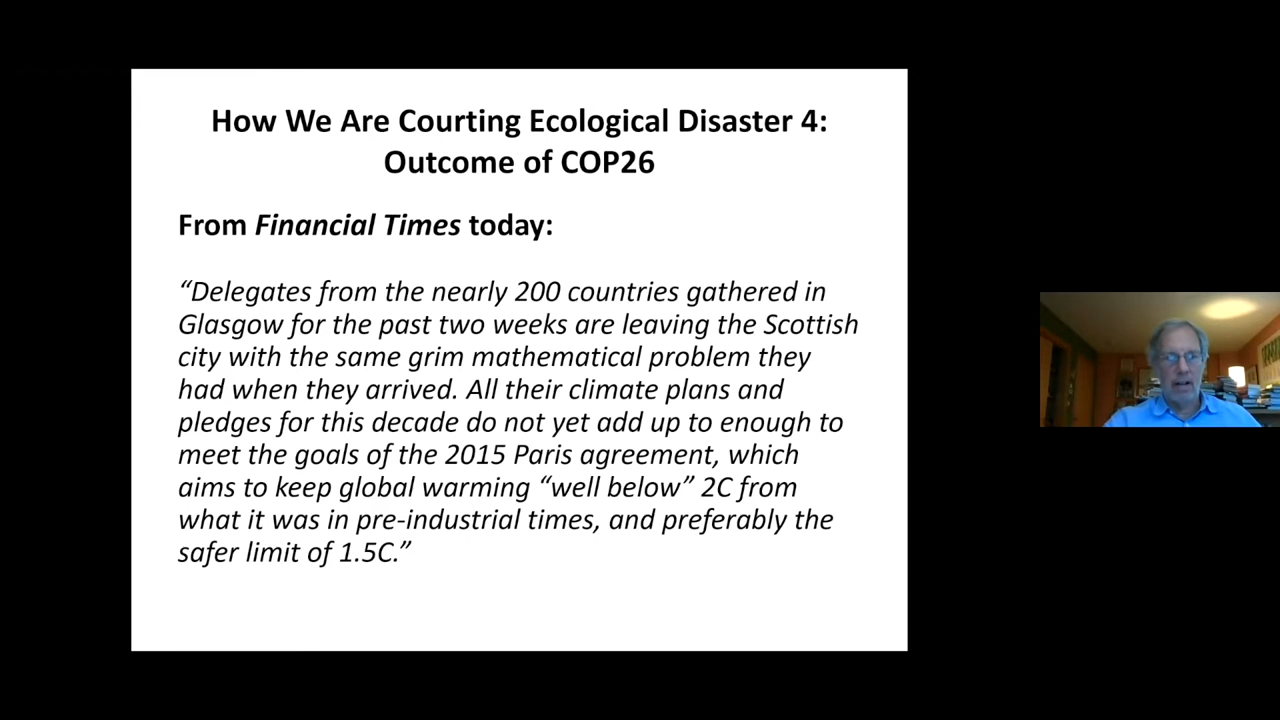 How We Are Courting Ecological Disaster 4:
Outcome of COP26
From Financial Times today:
“Delegates from the nearly 200 countries gathered in
Glasgow for the past two weeks are leaving the Scottish
city with the same grim mathematical problem they
had when they arrived. All their climate plans and
pledges for this decade do not yet add up to enough to
meet the goals of the 2015 Paris agreement, which
aims to keep global warming “well below” 2C from
what it was in pre-industrial times, and preferably the
safer limit of 1.5C.”